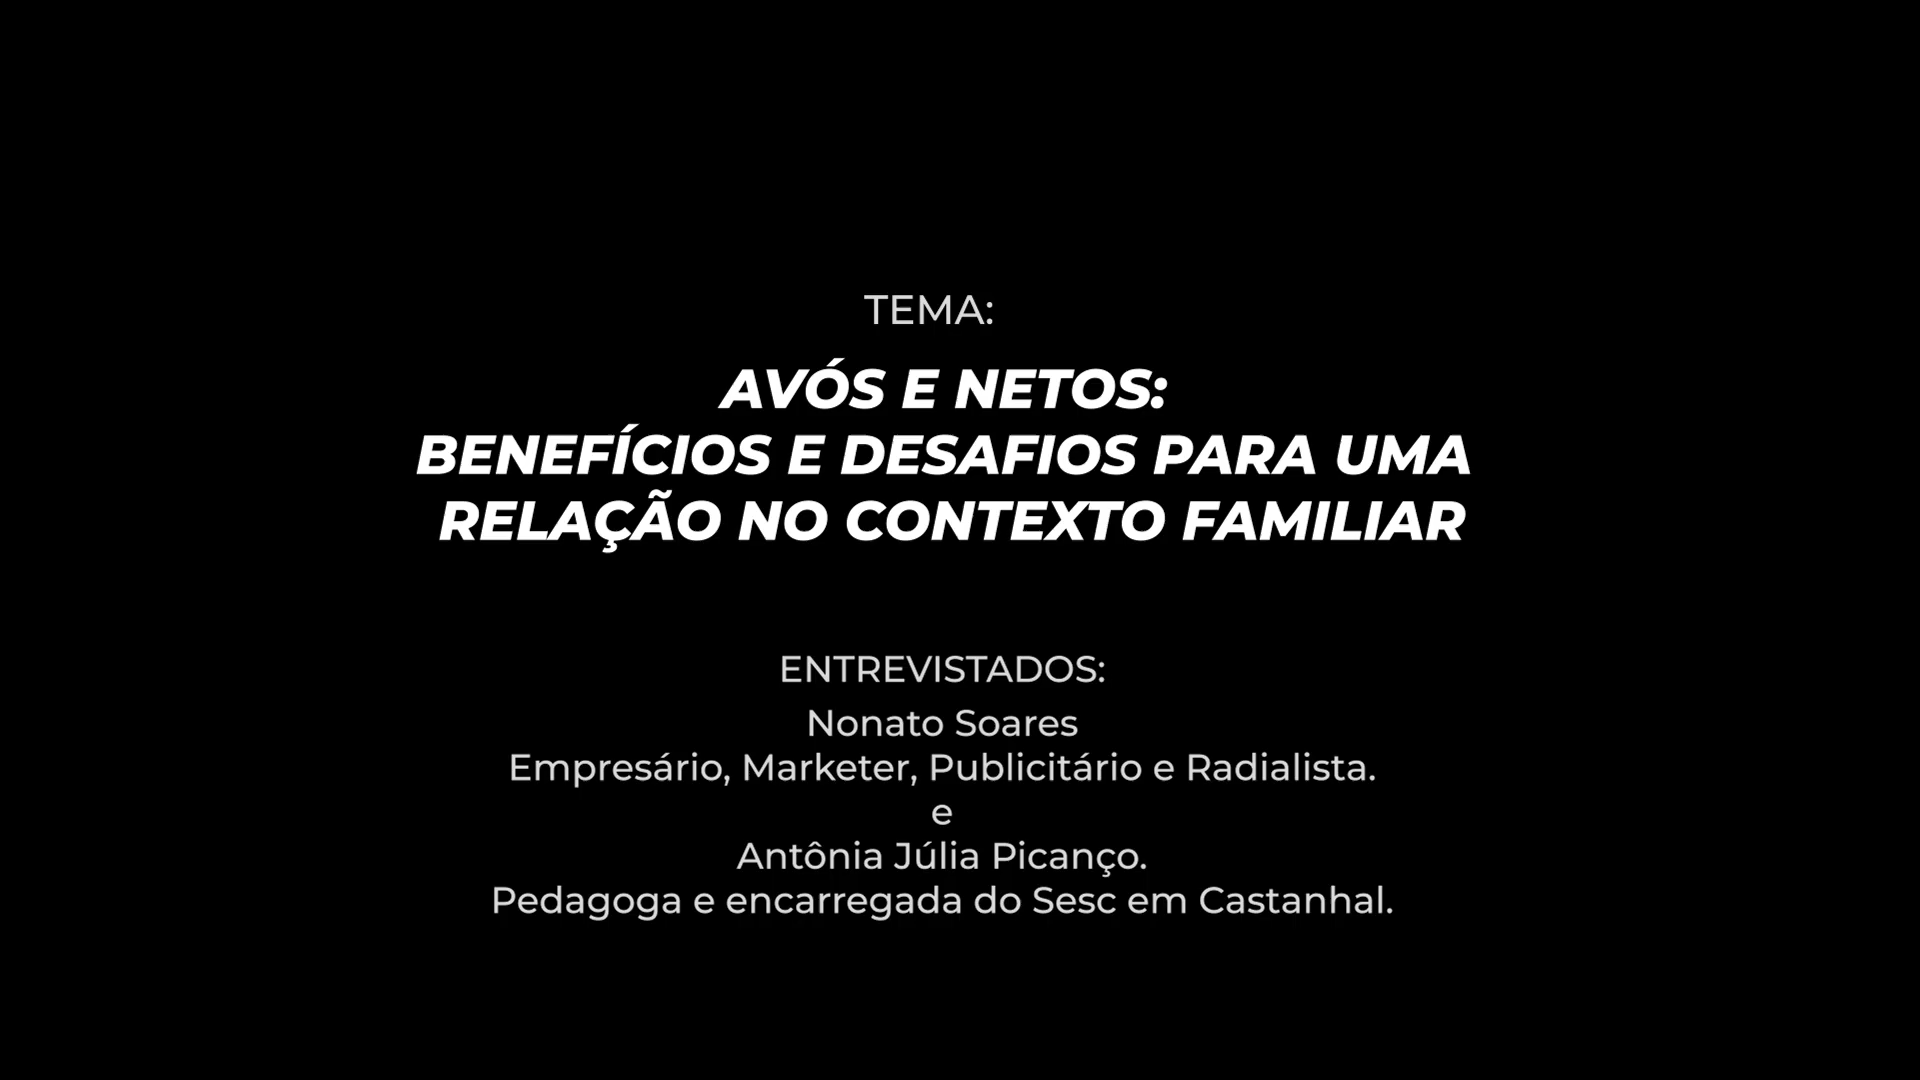 TEMA:
AVÓS E NETOS:
BENEFÍCIOS E DESAFIOS PARA UMA
RELAÇÃO NO CONTEXTO FAMILIAR
ENTREVISTADOS:
Nonato Soares
Empresário, Marketer, Publicitário e Radialista.
e
Antônia Júlia Picanço.
Pedagoga e encarregada do Sesc em Castanhal.